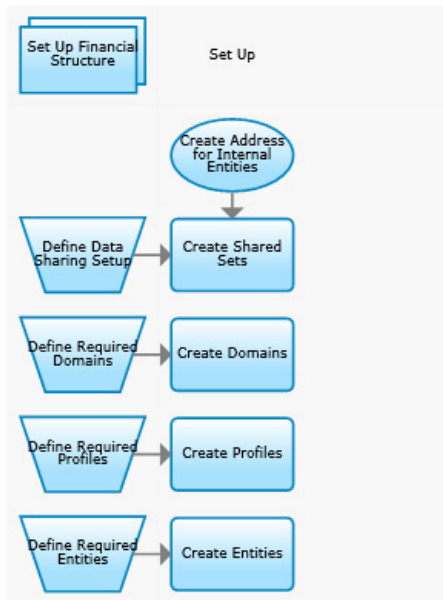 Set Up Financial
Structure
Set Up
Create Address
for Internal
Entities
Define Data
Sharing Setup
Create Shared
Sets
Define Required
Domains
Create Domains
Define Required
Profiles
Create Profiles
Define Required
Entities
Create Entities